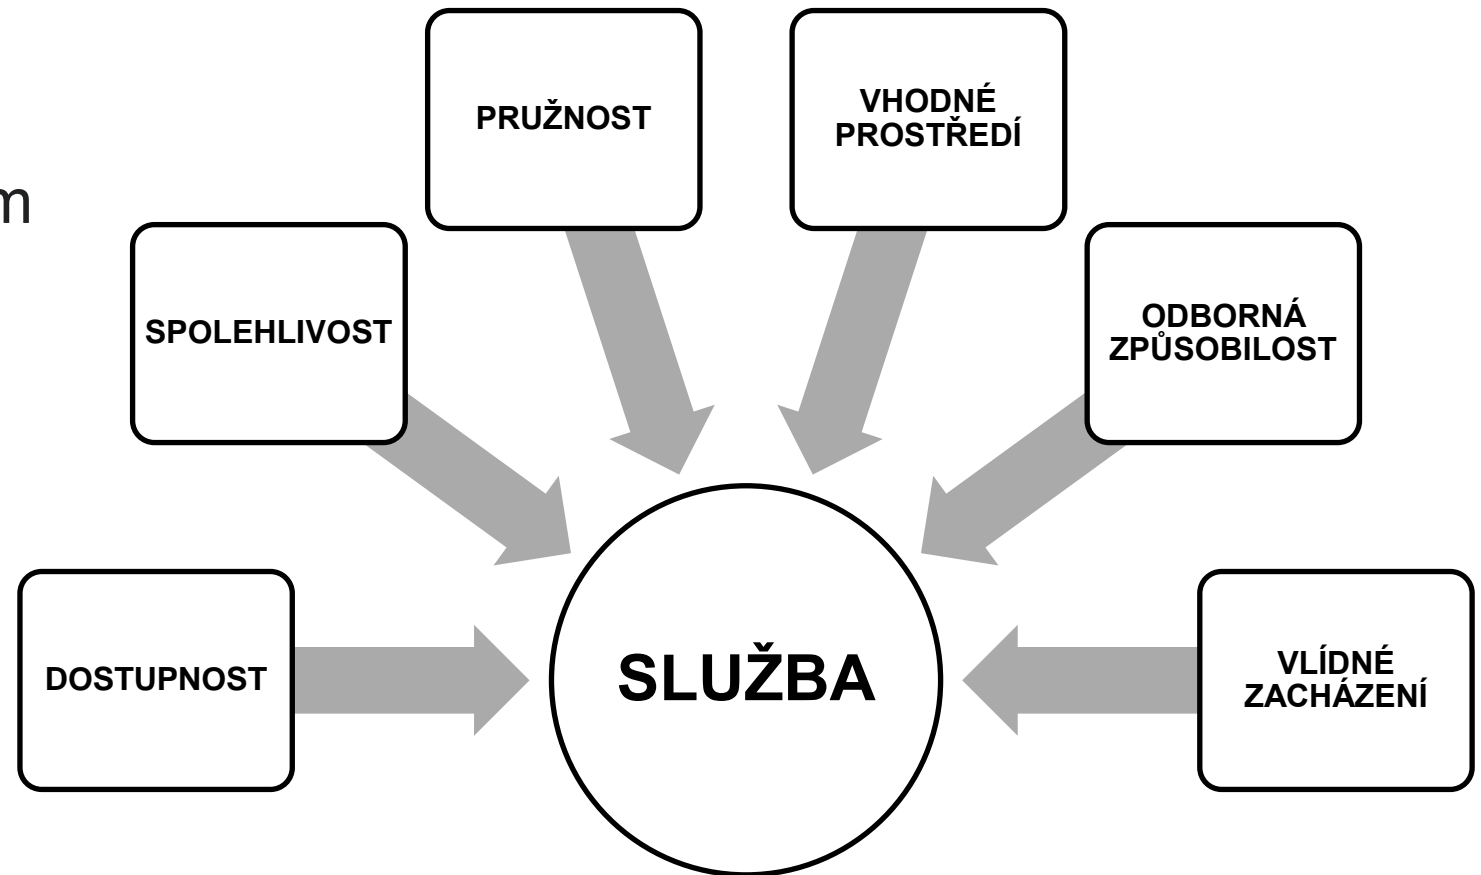 PRUŽNOST
VHODNÉ
PROSTŘEDÍ
m
SPOLEHLIVOST
ODBORNÁ
ZPŮSOBILOST
DOSTUPNOST
SLUŽBA
VLÍDNÉ
ZACHÁZENÍ